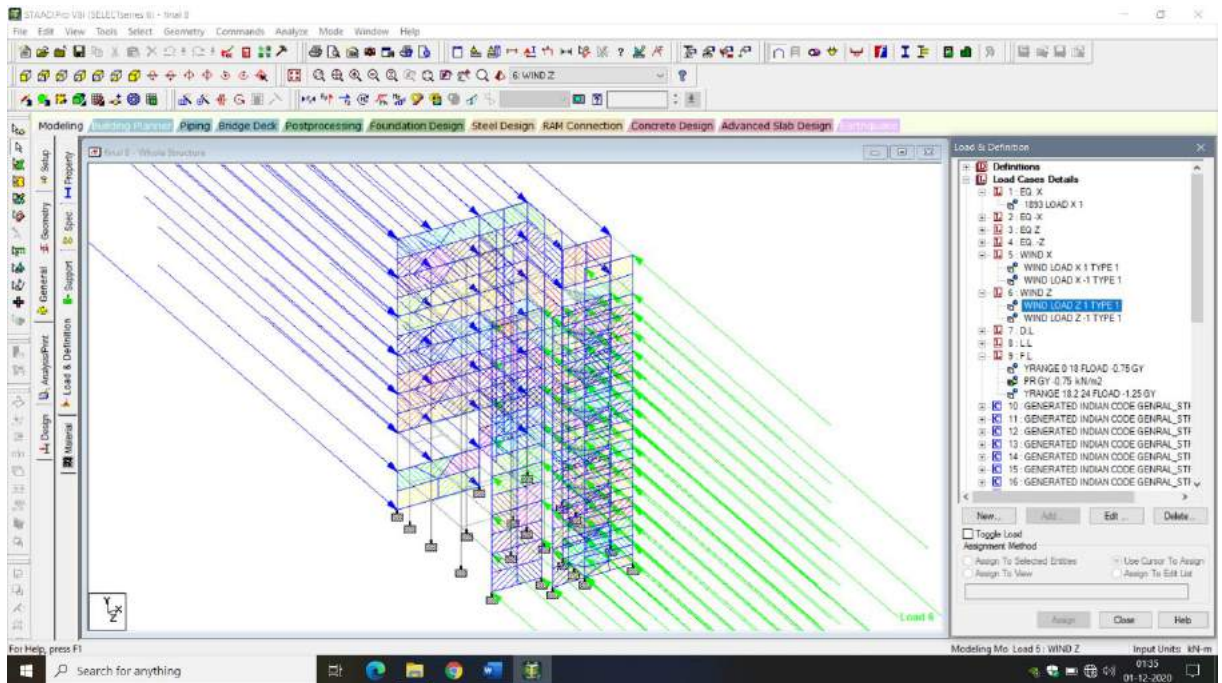 STAAD.Pro V8i (SELECTseries 6) - final 8
File Edit View Tools Select Geometry Commands Analyze Mode Window Help
6: WIND Z
Modeling Building Planner Piping Bridge Deck Postprocessing Foundation Design Steel Design RAM Connection Concrete Design Advanced Slab Design Earthquake
final 8 - Whole Structure
Setup
Geometry
General
Analysis/Print
Design
Property
Spec
Support
Load & Definition
Material
Y
X
Z
Load 6
Load & Definition
Definitions
Load Cases Details
1 : EQ. X
1893 LOAD X 1
2 : EQ -X
3 : EQ Z
4 : EQ. -Z
5 : WIND X
WIND LOAD X 1 TYPE 1
WIND LOAD X -1 TYPE 1
6 : WIND Z
WIND LOAD Z 1 TYPE 1
WIND LOAD Z -1 TYPE 1
7 : D.L
8 : L.L
9 : F.L
YRANGE 0 18 FLOAD -0.75 GY
PR GY -0.75 kN/m2
YRANGE 18.2 24 FLOAD -1.25 GY
10 : GENERATED INDIAN CODE GENRAL_STR
11 : GENERATED INDIAN CODE GENRAL_STR
12 : GENERATED INDIAN CODE GENRAL_STR
13 : GENERATED INDIAN CODE GENRAL_STR
14 : GENERATED INDIAN CODE GENRAL_STR
15 : GENERATED INDIAN CODE GENRAL_STR
16 : GENERATED INDIAN CODE GENRAL_STR
New... Add... Edit ... Delete...
Toggle Load
Assignment Method
Assign To Selected Entities Use Cursor To Assign
Assign To View Assign To Edit List
Assign Close Help
For Help, press F1
Modeling Mo Load 6 : WIND Z Input Units: kN-m
Search for anything
01:35
01-12-2020